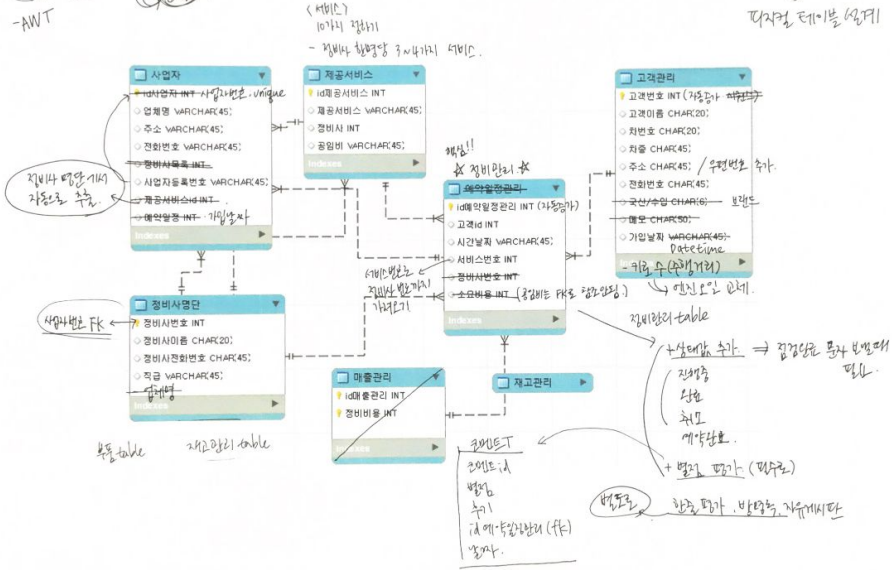 -AWT
<서비스>
10가지 정하기
- 정비사 한명당 3~4가지 서비스.
피지컬 테이블 설계
사업자
id사업자 INT 사업자번호. unique
업체명 VARCHAR(45)
주소 VARCHAR(45)
전화번호 VARCHAR(45)
정비사목록 INT
사업자등록번호 VARCHAR(45)
제공서비스id INT
예약일정 INT 가입날짜
Indexes
정비사 명단에서
자동으로 추출.
제공서비스
id제공서비스 INT
제공서비스 VARCHAR(45)
정비사 INT
공임비 VARCHAR(45)
Indexes
고객관리
고객번호 INT (자동증가
고객이름 CHAR(20)
차번호 CHAR(20)
차종 CHAR(45)
주소 CHAR(45) / 우편번호 추가.
전화번호 CHAR(45)
국산/수입 CHAR(6) 브랜드
메모 CHAR(50)
가입날짜 VARCHAR(45)
Datetime
Indexes
- 키로수 (주행거리)
→ 엔진오일 교체.
핵심!!
☆ 정비관리 ☆
예약일정관리
id예약일정관리 INT (자동증가)
고객id INT
시간날짜 VARCHAR(45)
서비스번호 INT
정비사번호 INT
소요비용 INT (공임비는 FK로 참조안됨.)
Indexes
서비스번호는
정비사 번호까지
가져오기
사업자번호 FK
정비사명단
정비사번호 INT
정비사이름 CHAR(20)
정비사전화번호 CHAR(45)
직급 VARCHAR(45)
업체명
Indexes
부품table
재고관리 table
매출관리
id매출관리 INT
정비비용 INT
Indexes
재고관리
정비관리 table
+ 상태값 추가. ⇒ 점검완료 문자 보낼때
필요.
진행중
완료
취소
예약완료.
+ 별점 평가. (필수로)
별도로
한줄평가, 방명록, 자유게시판
코멘트T
코멘트id
별점
후기
id예약일정관리 (fk)
날짜.